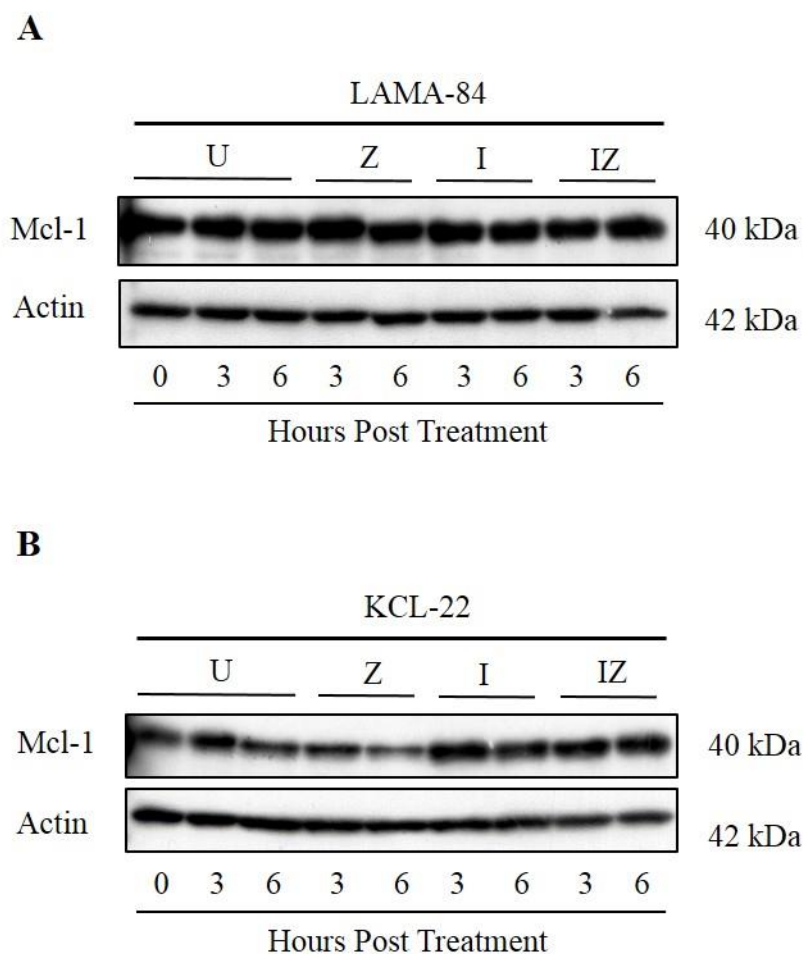 A
LAMA-84
U Z I IZ
Mcl-1 40 kDa
Actin 42 kDa
0 3 6 3 6 3 6 3 6
Hours Post Treatment
B
KCL-22
U Z I IZ
Mcl-1 40 kDa
Actin 42 kDa
0 3 6 3 6 3 6 3 6
Hours Post Treatment